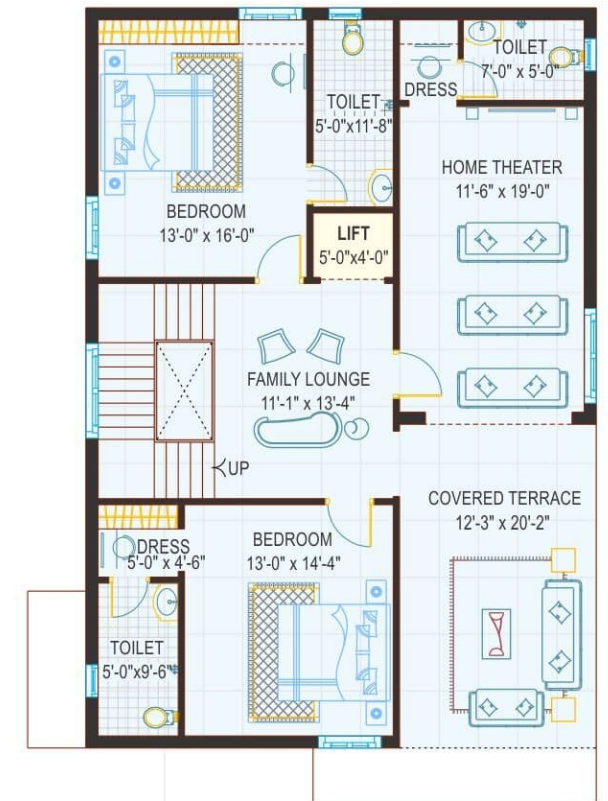 TOILET
7'-0" x 5'-0"
DRESS
TOILET
5'-0"x11'-8"
HOME THEATER
11'-6" x 19'-0"
BEDROOM
13'-0" x 16'-0"
LIFT
5'-0"x4'-0"
FAMILY LOUNGE
11'-1" x 13'-4"
UP
COVERED TERRACE
12'-3" x 20'-2"
DRESS
5'-0" x 4'-6"
BEDROOM
13'-0" x 14'-4"
TOILET
5'-0"x9'-6"